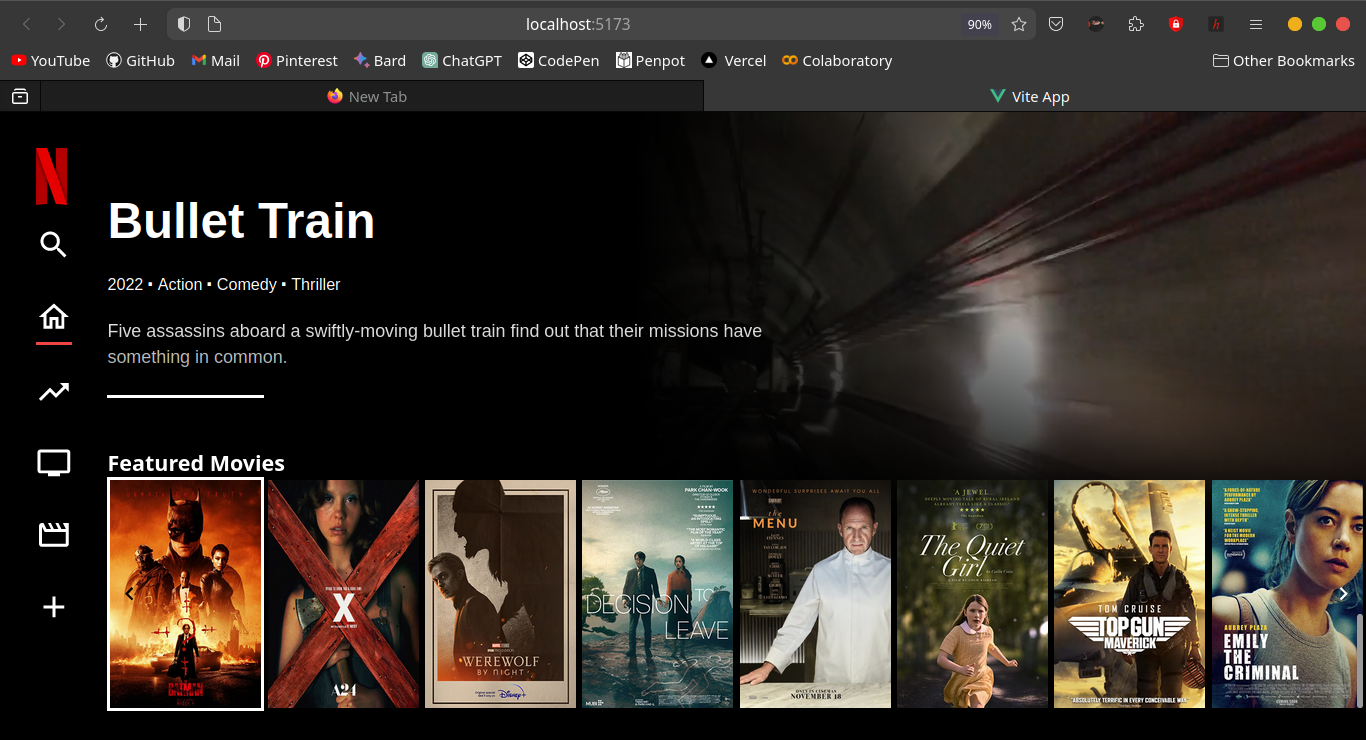 localhost:5173
90%
YouTube
GitHub
Mail
Pinterest
Bard
ChatGPT
CodePen
Penpot
Vercel
Colaboratory
Other Bookmarks
New Tab
Vite App
Bullet Train
2022 ▪ Action ▪ Comedy ▪ Thriller
Five assassins aboard a swiftly-moving bullet train find out that their missions have
something in common.
Featured Movies
X
A24
WEREWOLF
BY NIGHT
Disney+
PARK CHAN-WOOK
DECISION TO
LEAVE
MUBI
WONDERFUL SURPRISES AWAIT YOU ALL
the
MENU
ONLY IN CINEMAS
NOVEMBER 18
A JEWEL
The Quiet
Girl
TOM CRUISE
TOP GUN
MAVERICK
"ABSOLUTELY TERRIFIC IN EVERY CONCEIVABLE WAY"
AUBREY PLAZA
EMILY
THE
CRIMINAL